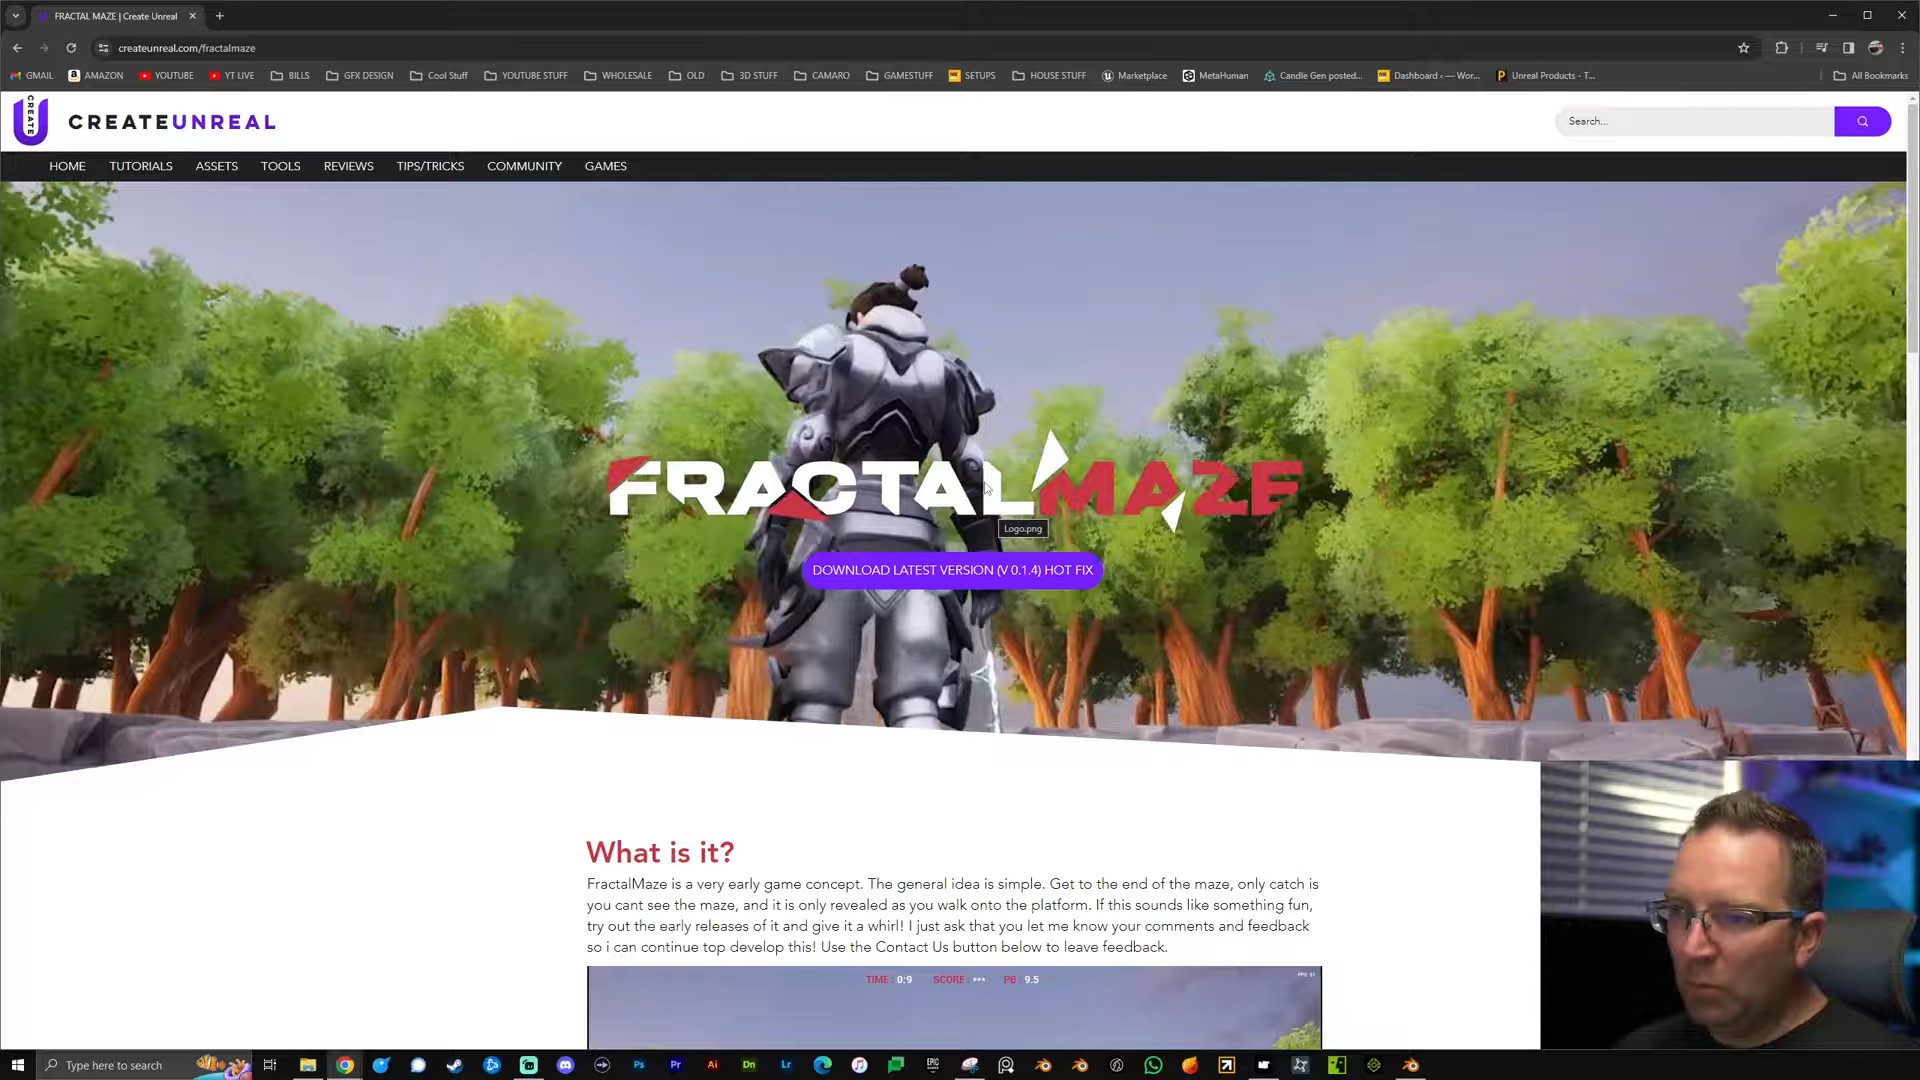 FRACTAL MAZE | Create Unreal
createunreal.com/fractalmaze
GMAIL AMAZON YOUTUBE YT LIVE BILLS GFX DESIGN Cool Stuff YOUTUBE STUFF WHOLESALE OLD 3D STUFF CAMARO GAMESTUFF SETUPS HOUSE STUFF Marketplace MetaHuman Candle Gen posted... Dashboard ‹ — Wor... Unreal Products - T... All Bookmarks
CREATE
CREATEUNREAL
Search...
HOME TUTORIALS ASSETS TOOLS REVIEWS TIPS/TRICKS COMMUNITY GAMES
FRACTALMAZE
Logo.png
DOWNLOAD LATEST VERSION (V 0.1.4) HOT FIX
What is it?
FractalMaze is a very early game concept. The general idea is simple. Get to the end of the maze, only catch is
you cant see the maze, and it is only revealed as you walk onto the platform. If this sounds like something fun,
try out the early releases of it and give it a whirl! I just ask that you let me know your comments and feedback
so i can continue top develop this! Use the Contact Us button below to leave feedback.
TIME : 0:9 SCORE : *** PB : 9.5
Type here to search
Ps Pr Ai Dn Lr EPIC